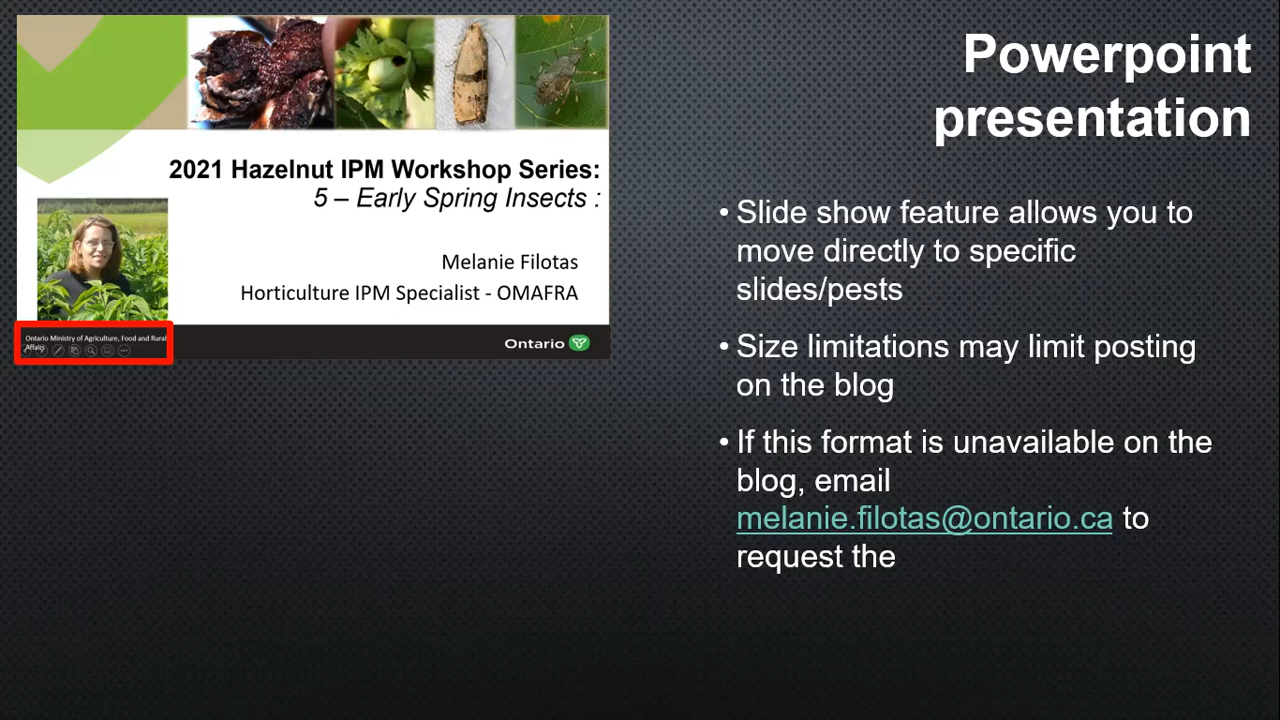 2021 Hazelnut IPM Workshop Series:
5 – Early Spring Insects :
Melanie Filotas
Horticulture IPM Specialist - OMAFRA
Ontario Ministry of Agriculture, Food and Rural
Affairs
Ontario
Powerpoint
presentation
• Slide show feature allows you to
move directly to specific
slides/pests
• Size limitations may limit posting
on the blog
• If this format is unavailable on the
blog, email
melanie.filotas@ontario.ca to
request the